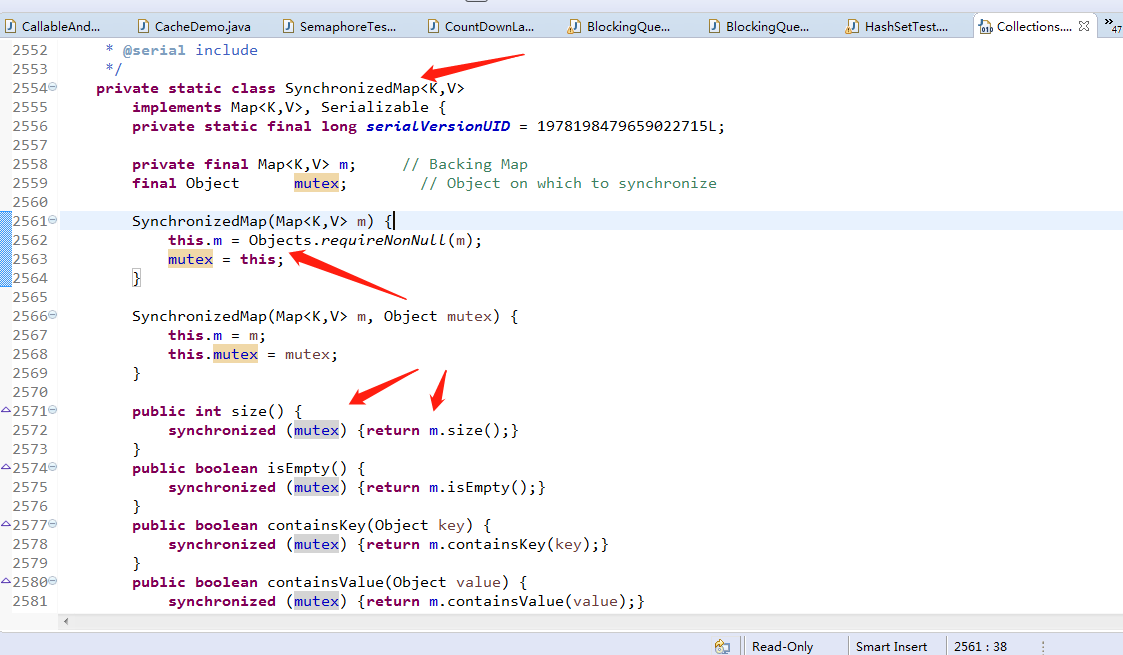 CallableAnd... CacheDemo.java SemaphoreTes... CountDownLa... BlockingQue... BlockingQue... HashSetTest.... Collections.... »47
2552 * @serial include
2553 */
2554 private static class SynchronizedMap<K,V>
2555 implements Map<K,V>, Serializable {
2556 private static final long serialVersionUID = 1978198479659022715L;
2557
2558 private final Map<K,V> m; // Backing Map
2559 final Object mutex; // Object on which to synchronize
2560
2561 SynchronizedMap(Map<K,V> m) {
2562 this.m = Objects.requireNonNull(m);
2563 mutex = this;
2564 }
2565
2566 SynchronizedMap(Map<K,V> m, Object mutex) {
2567 this.m = m;
2568 this.mutex = mutex;
2569 }
2570
2571 public int size() {
2572 synchronized (mutex) {return m.size();}
2573 }
2574 public boolean isEmpty() {
2575 synchronized (mutex) {return m.isEmpty();}
2576 }
2577 public boolean containsKey(Object key) {
2578 synchronized (mutex) {return m.containsKey(key);}
2579 }
2580 public boolean containsValue(Object value) {
2581 synchronized (mutex) {return m.containsValue(value);}
Read-Only Smart Insert 2561 : 38